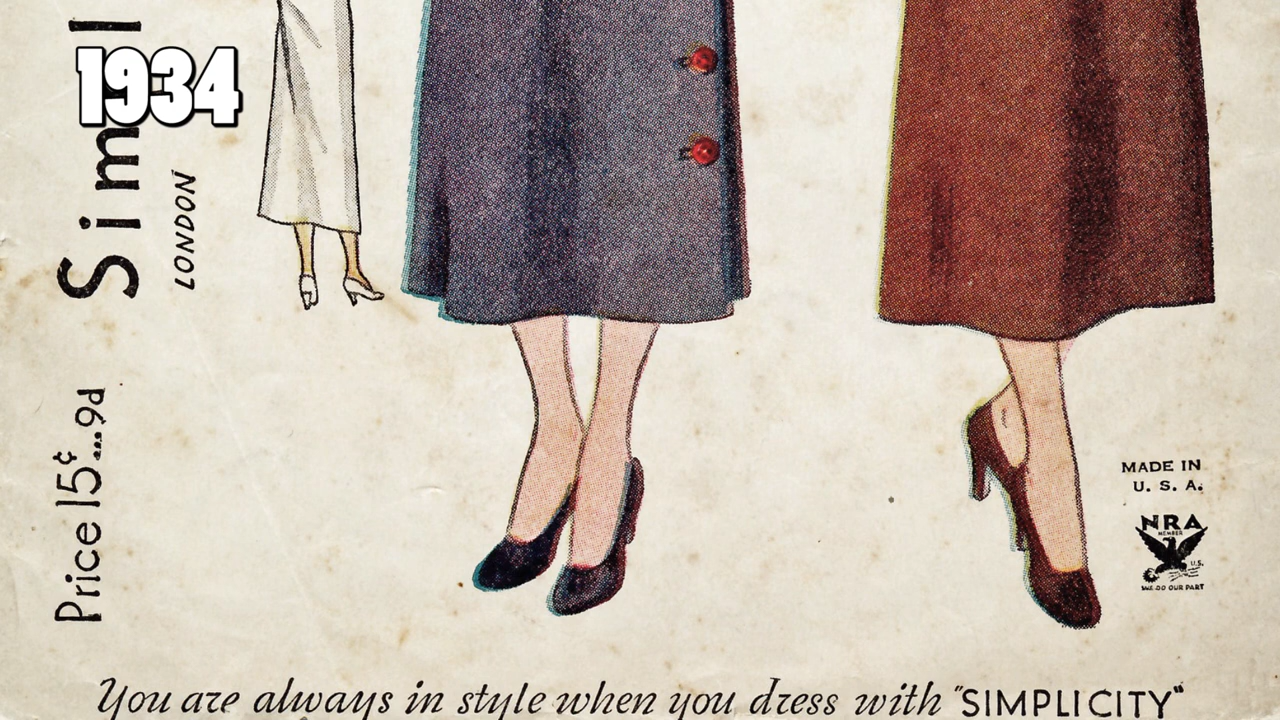 1934
Sim l
LONDON
Price 15¢...9d
MADE IN
U. S. A.
NRA
MEMBER
U.S.
WE DO OUR PART
You are always in style when you dress with "SIMPLICITY"